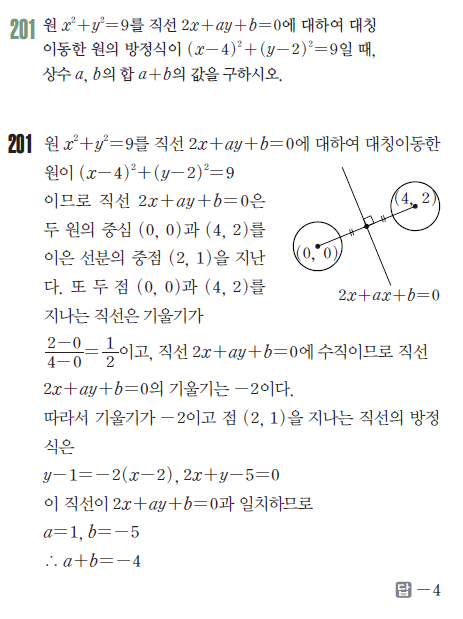 201 원 x²+y²=9를 직선 2x+ay+b=0에 대하여 대칭
이동한 원의 방정식이 (x-4)²+(y-2)²=9일 때,
상수 a, b의 합 a+b의 값을 구하시오.
201 원 x²+y²=9를 직선 2x+ay+b=0에 대하여 대칭이동한
원이 (x-4)²+(y-2)²=9
이므로 직선 2x+ay+b=0은
두 원의 중심 (0, 0)과 (4, 2)를
이은 선분의 중점 (2, 1)을 지난
다. 또 두 점 (0, 0)과 (4, 2)를
지나는 직선은 기울기가
(4, 2)
(0, 0)
2x+ax+b=0
2-0/4-0=1/2이고, 직선 2x+ay+b=0에 수직이므로 직선
2x+ay+b=0의 기울기는 -2이다.
따라서 기울기가 -2이고 점 (2, 1)을 지나는 직선의 방정
식은
y-1=-2(x-2), 2x+y-5=0
이 직선이 2x+ay+b=0과 일치하므로
a=1, b=-5
∴ a+b=-4
답 -4